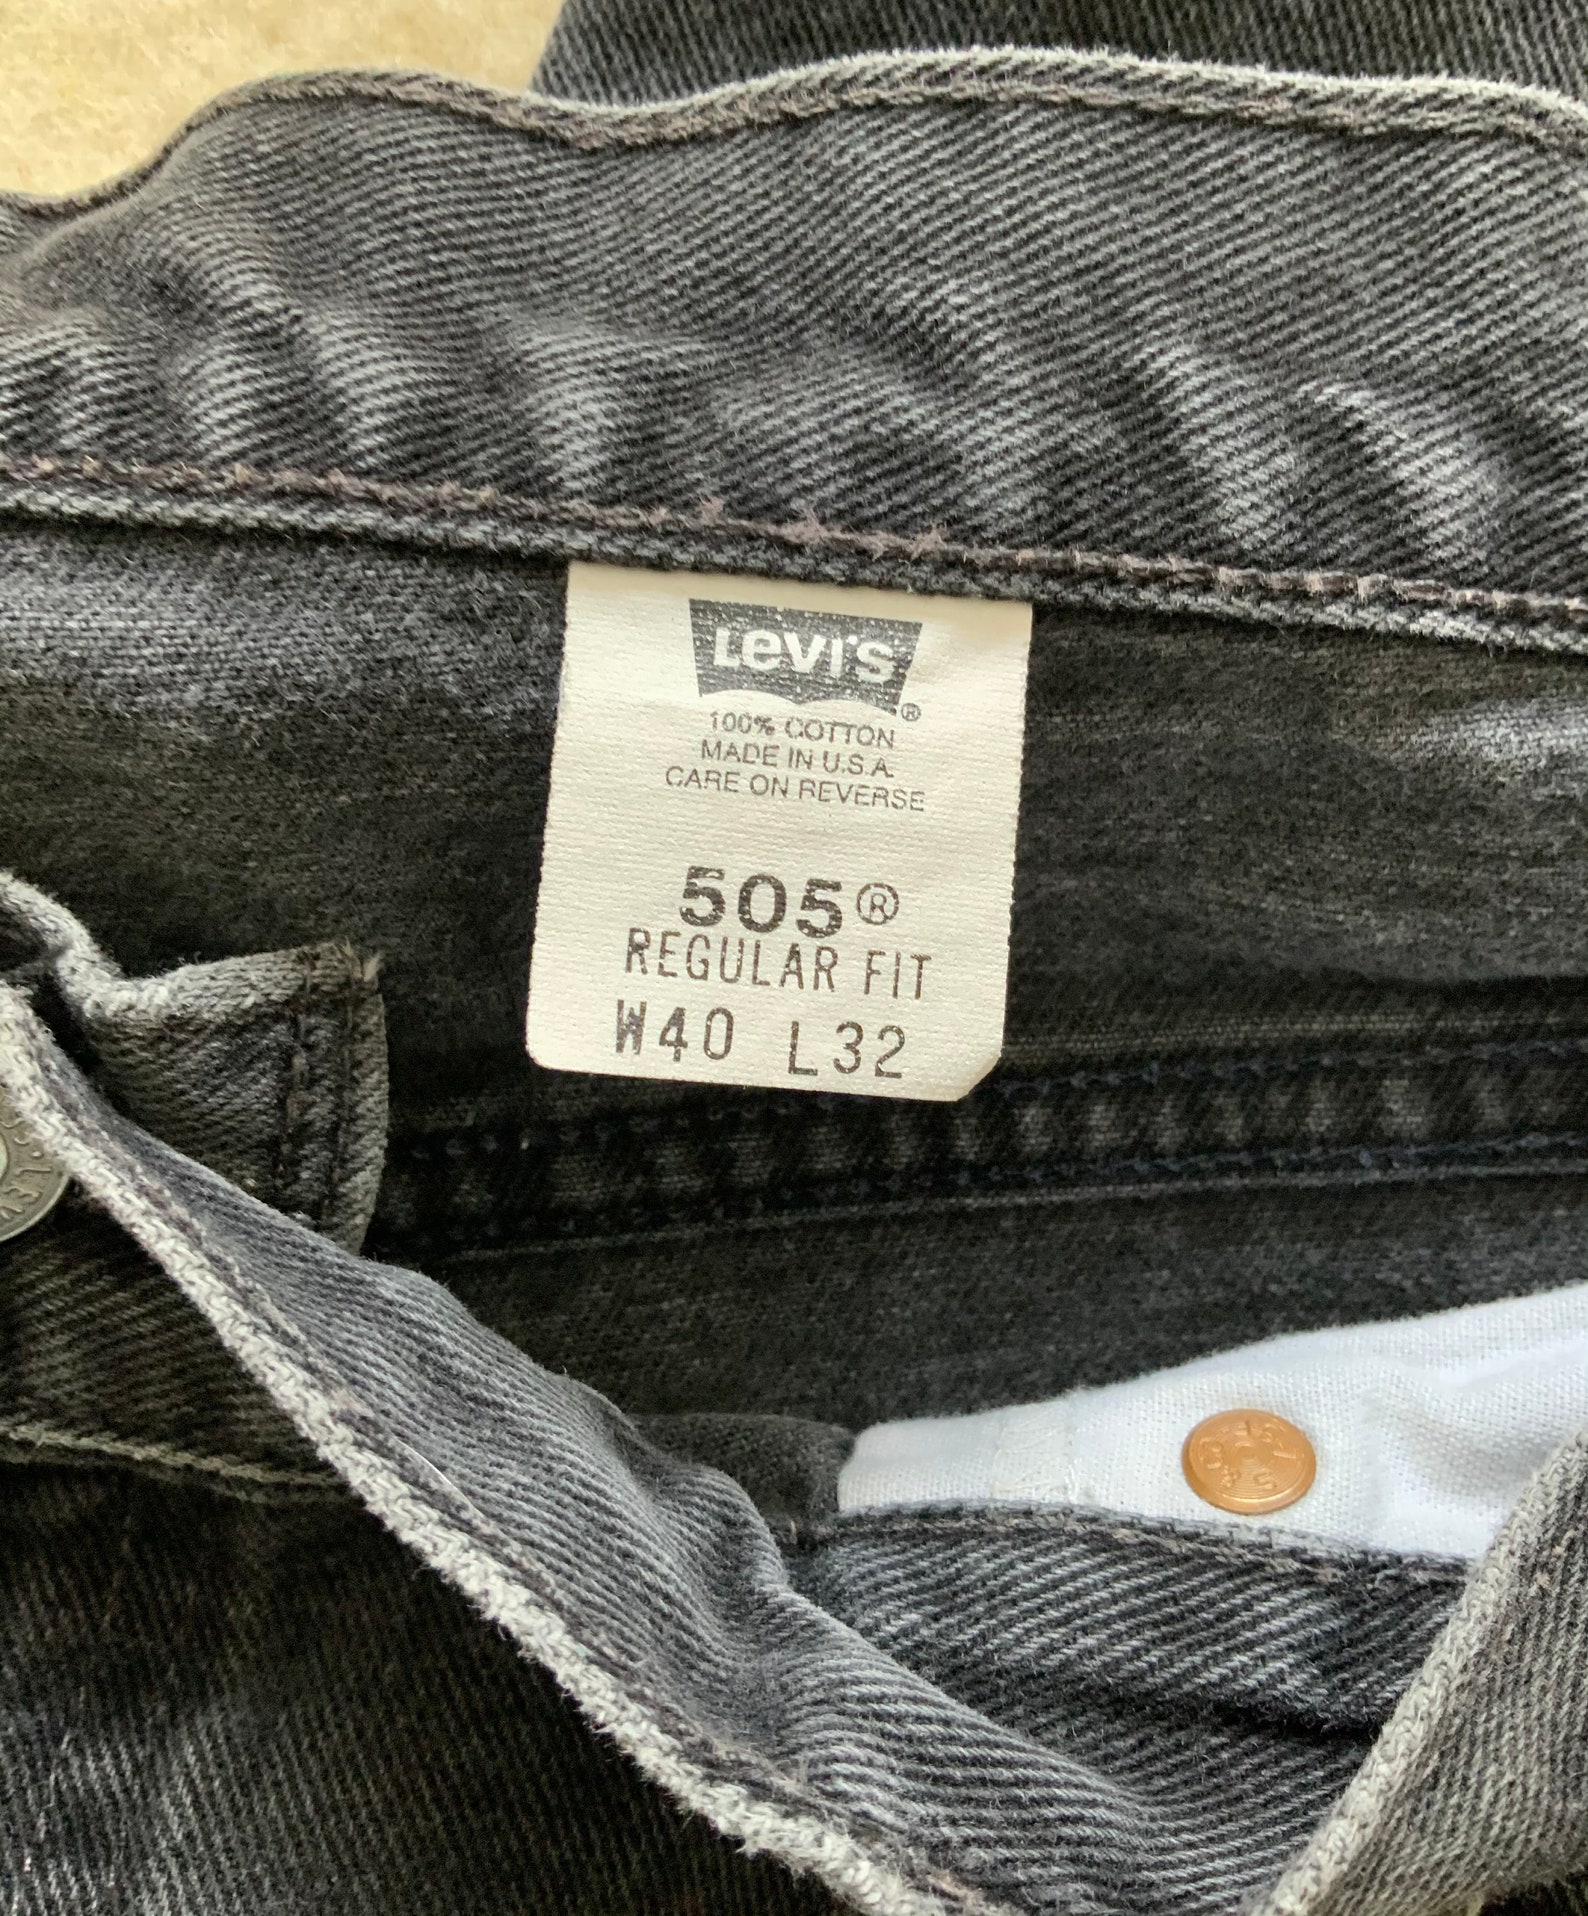 Levi's®
100% COTTON
MADE IN U.S.A.
CARE ON REVERSE
505®
REGULAR FIT
W40 L32